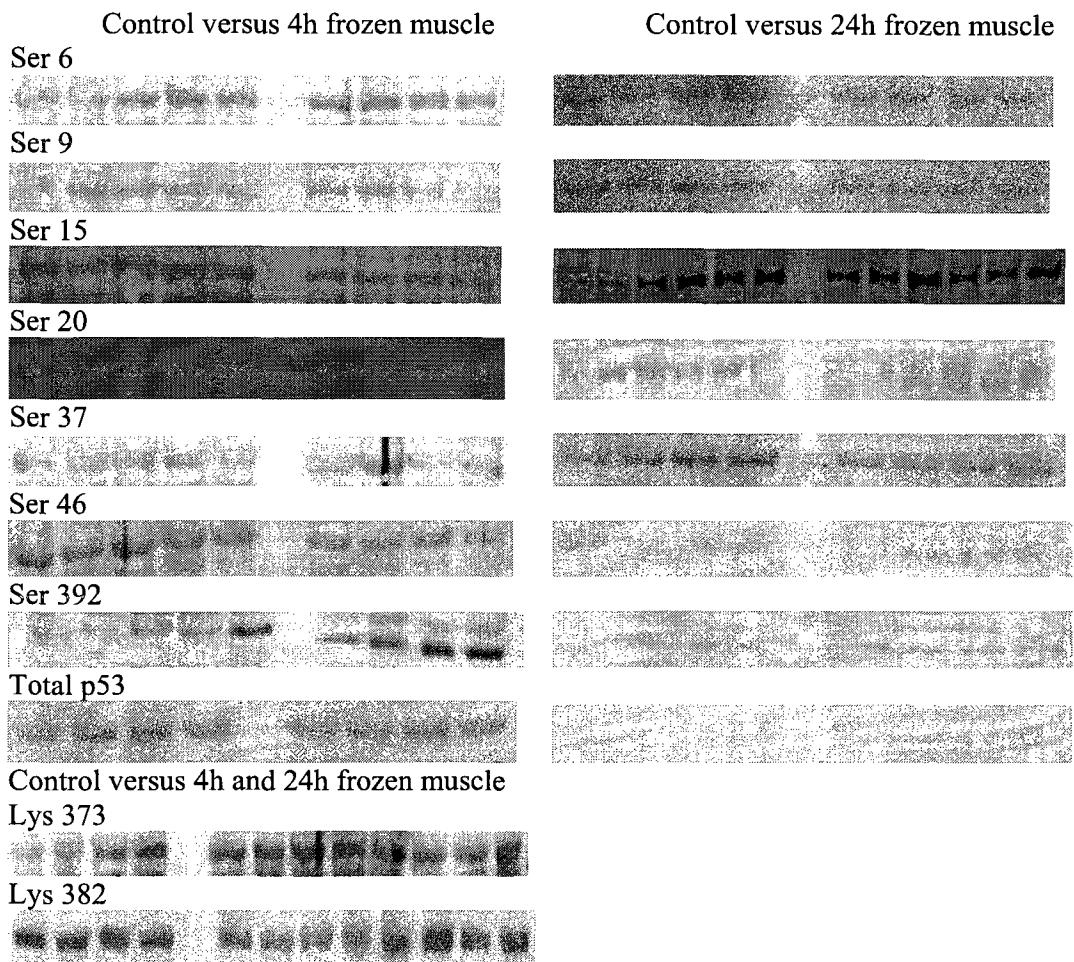 Control versus 4h frozen muscle
Control versus 24h frozen muscle
Ser 6
Ser 9
Ser 15
Ser 20
Ser 37
Ser 46
Ser 392
Total p53
Control versus 4h and 24h frozen muscle
Lys 373
Lys 382